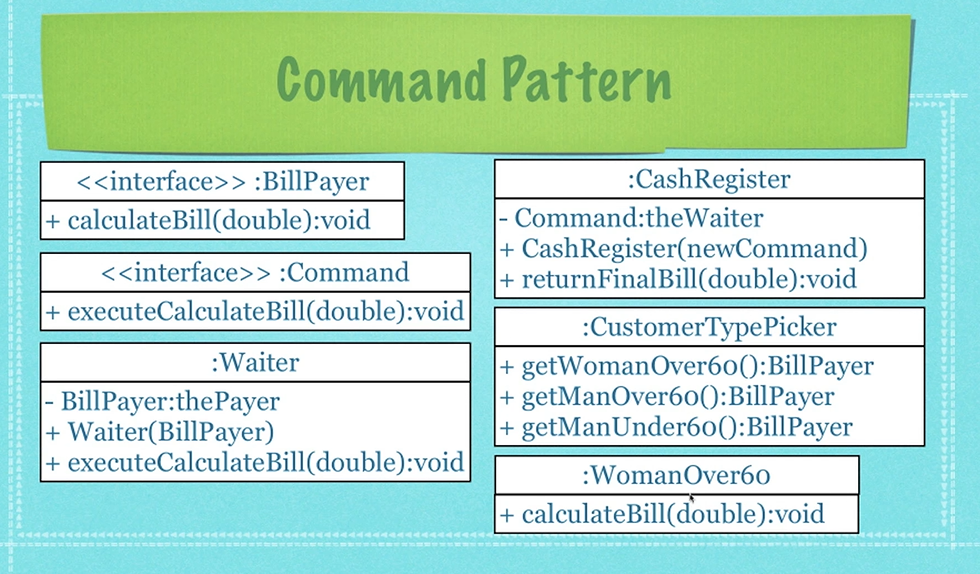 Command Pattern
<<interface>> :BillPayer
+ calculateBill(double):void
<<interface>> :Command
+ executeCalculateBill(double):void
:Waiter
- BillPayer:thePayer
+ Waiter(BillPayer)
+ executeCalculateBill(double):void
:CashRegister
- Command:theWaiter
+ CashRegister(newCommand)
+ returnFinalBill(double):void
:CustomerTypePicker
+ getWomanOver60():BillPayer
+ getManOver60():BillPayer
+ getManUnder60():BillPayer
:WomanOver60
+ calculateBill(double):void